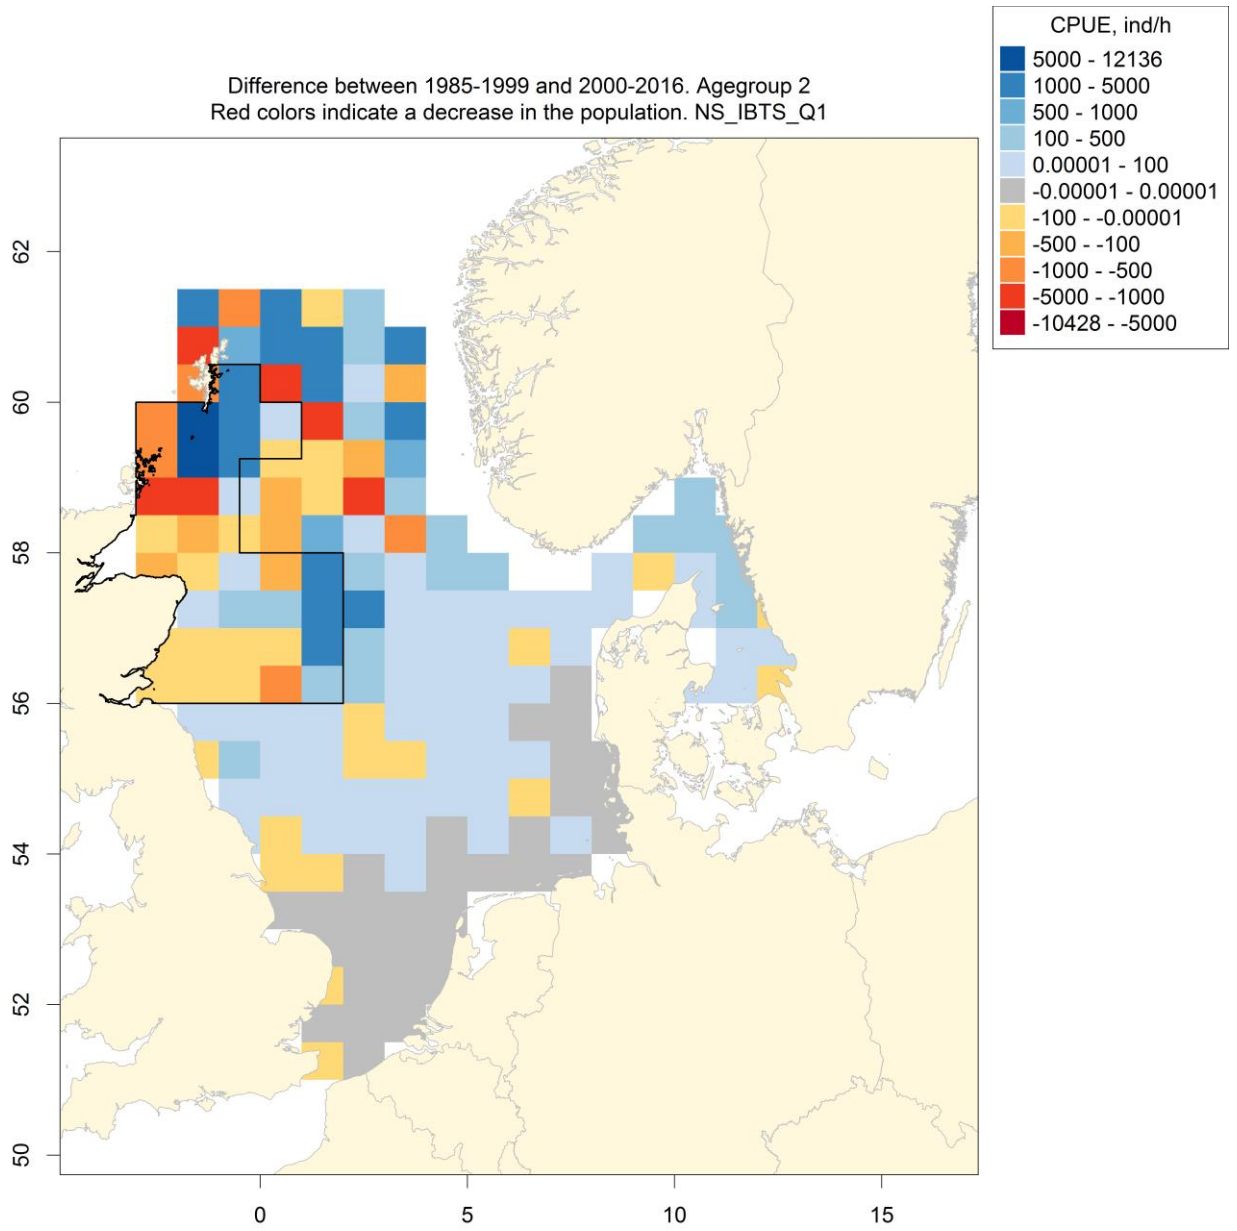 CPUE, ind/h
5000 - 12136
1000 - 5000
500 - 1000
100 - 500
0.00001 - 100
-0.00001 - 0.00001
-100 - -0.00001
-500 - -100
-1000 - -500
-5000 - -1000
-10428 - -5000
Difference between 1985-1999 and 2000-2016. Agegroup 2
Red colors indicate a decrease in the population. NS_IBTS_Q1
62
60
58
56
54
52
50
0 5 10 15